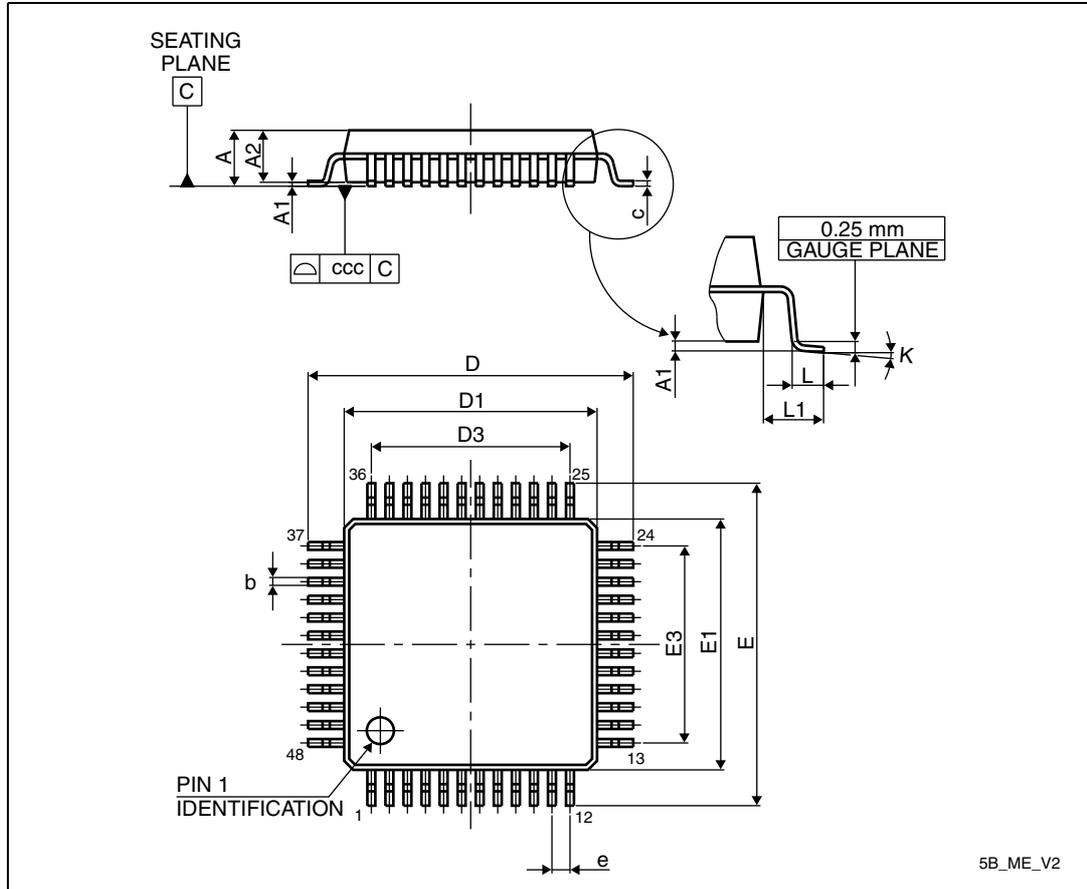 SEATING
PLANE
C
A
A2
A1
c
ccc C
0.25 mm
GAUGE PLANE
A1
K
L
L1
D
D1
D3
36
25
37
24
b
E3
E1
E
48
13
PIN 1
IDENTIFICATION
1
12
e
5B_ME_V2